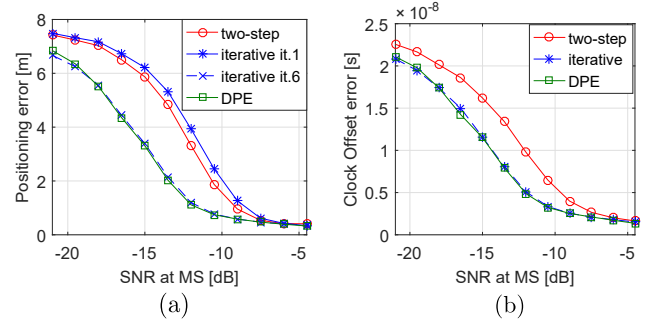 8
6
4
2
0
-20
-15
-10
-5
Positioning error [m]
SNR at MS [dB]
two-step
iterative it.1
iterative it.6
DPE
(a)
× 10^-8
2.5
2
1.5
1
0.5
0
-20
-15
-10
-5
Clock Offset error [s]
SNR at MS [dB]
two-step
iterative
DPE
(b)